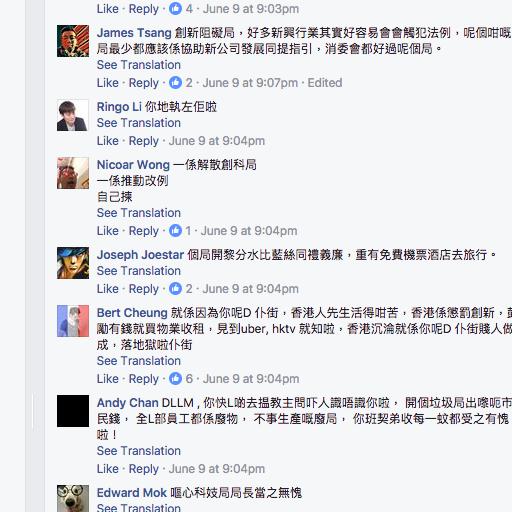 Like · Reply · 4 · June 9 at 9:03pm
James Tsang 創新阻礙局，好多新興行業其實好容易會會觸犯法例，呢個咁嘅
局最少都應該係協助新公司發展同提指引，消委會都好過呢個局。
See Translation
Like · Reply · 2 · June 9 at 9:07pm · Edited
Ringo Li 你地執左佢啦
See Translation
Like · Reply · June 9 at 9:04pm
Nicoar Wong 一係解散創科局
一係推動改例
自己揀
See Translation
Like · Reply · 1 · June 9 at 9:04pm
Joseph Joestar 個局開黎分水比藍絲同禮義廉，重有免費機票酒店去旅行。
See Translation
Like · Reply · 2 · June 9 at 9:04pm
Bert Cheung 就係因為你呢D 仆街，香港人先生活得咁苦，香港係懲罰創新，
勵有錢就買物業收租，見到uber, hktv 就知啦，香港沉淪就係你呢D 仆街賤人做
成，落地獄啦仆街
See Translation
Like · Reply · 6 · June 9 at 9:04pm
Andy Chan DLLM , 你快L啲去搵教主問吓人識唔識你啦， 開個垃圾局出嚟呃市
民錢， 全L部員工都係廢物， 不事生產嘅廢局， 你班契弟收每一蚊都受之有愧
啦！
See Translation
Like · Reply · June 9 at 9:04pm
Edward Mok 嘔心科技局局長當之無愧
See Translation